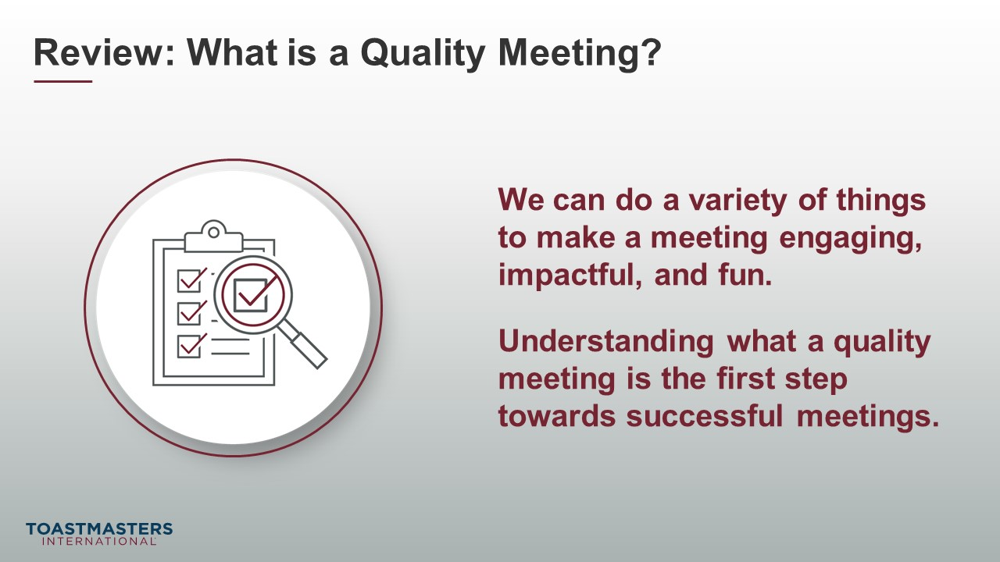 Review: What is a Quality Meeting?
We can do a variety of things
to make a meeting engaging,
impactful, and fun.
Understanding what a quality
meeting is the first step
towards successful meetings.
TOASTMASTERS
INTERNATIONAL